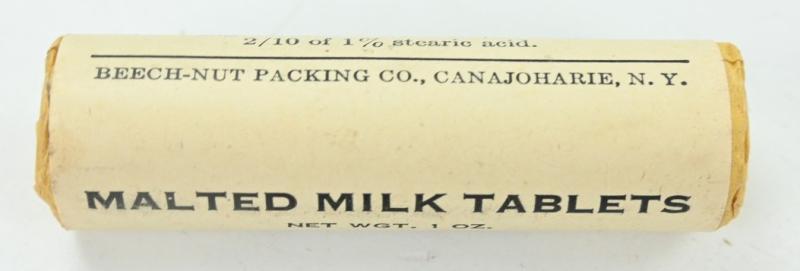 2/10 of 1% stearic acid.
BEECH-NUT PACKING CO., CANAJOHARIE, N. Y.
MALTED MILK TABLETS
NET WGT. 1 OZ.